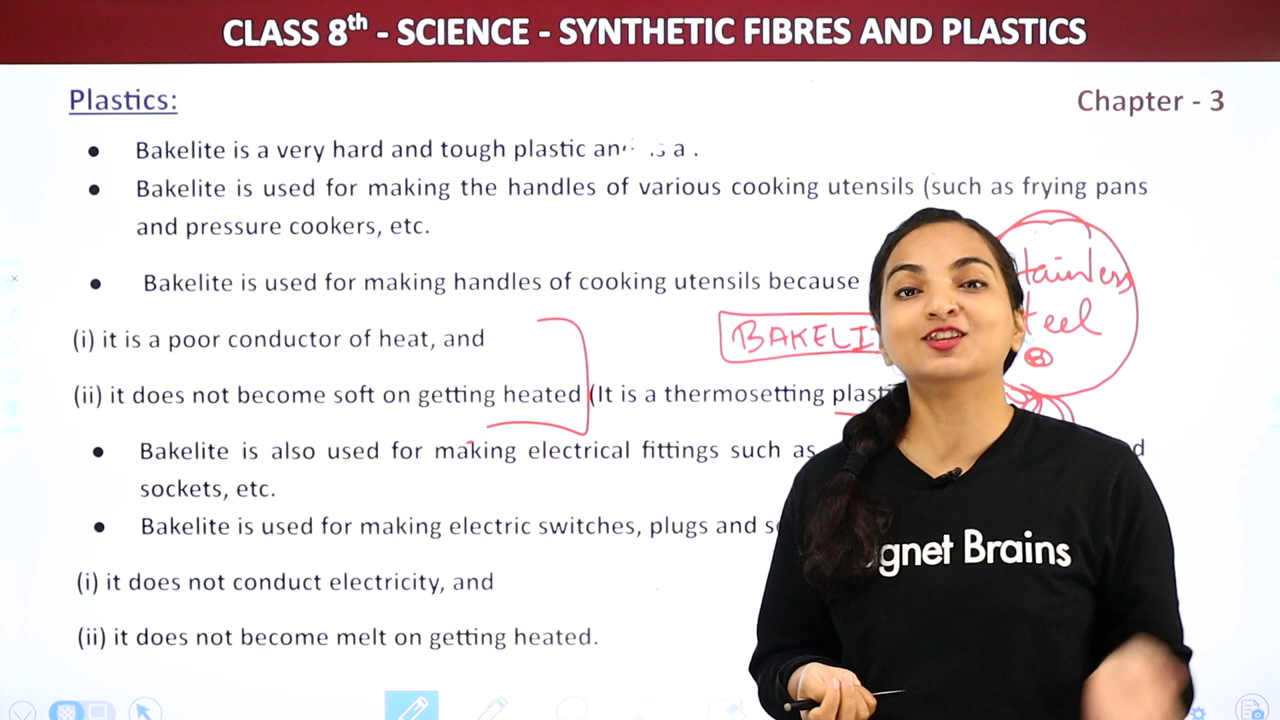 CLASS 8th - SCIENCE - SYNTHETIC FIBRES AND PLASTICS
Plastics:
Chapter - 3
● Bakelite is a very hard and tough plastic a .
● Bakelite is used for making the handles of various cooking utensils (such as frying pans
and pressure cookers, etc.
● Bakelite is used for making handles of cooking utensils because
tainless
teel
(i) it is a poor conductor of heat, and
BAKELI
(ii) it does not become soft on getting heated (It is a thermosetting
● Bakelite is also used for making electrical fittings such as
sockets, etc.
● Bakelite is used for making electric switches, plugs and
(i) it does not conduct electricity, and
(ii) it does not become melt on getting heated.
gnet Brains